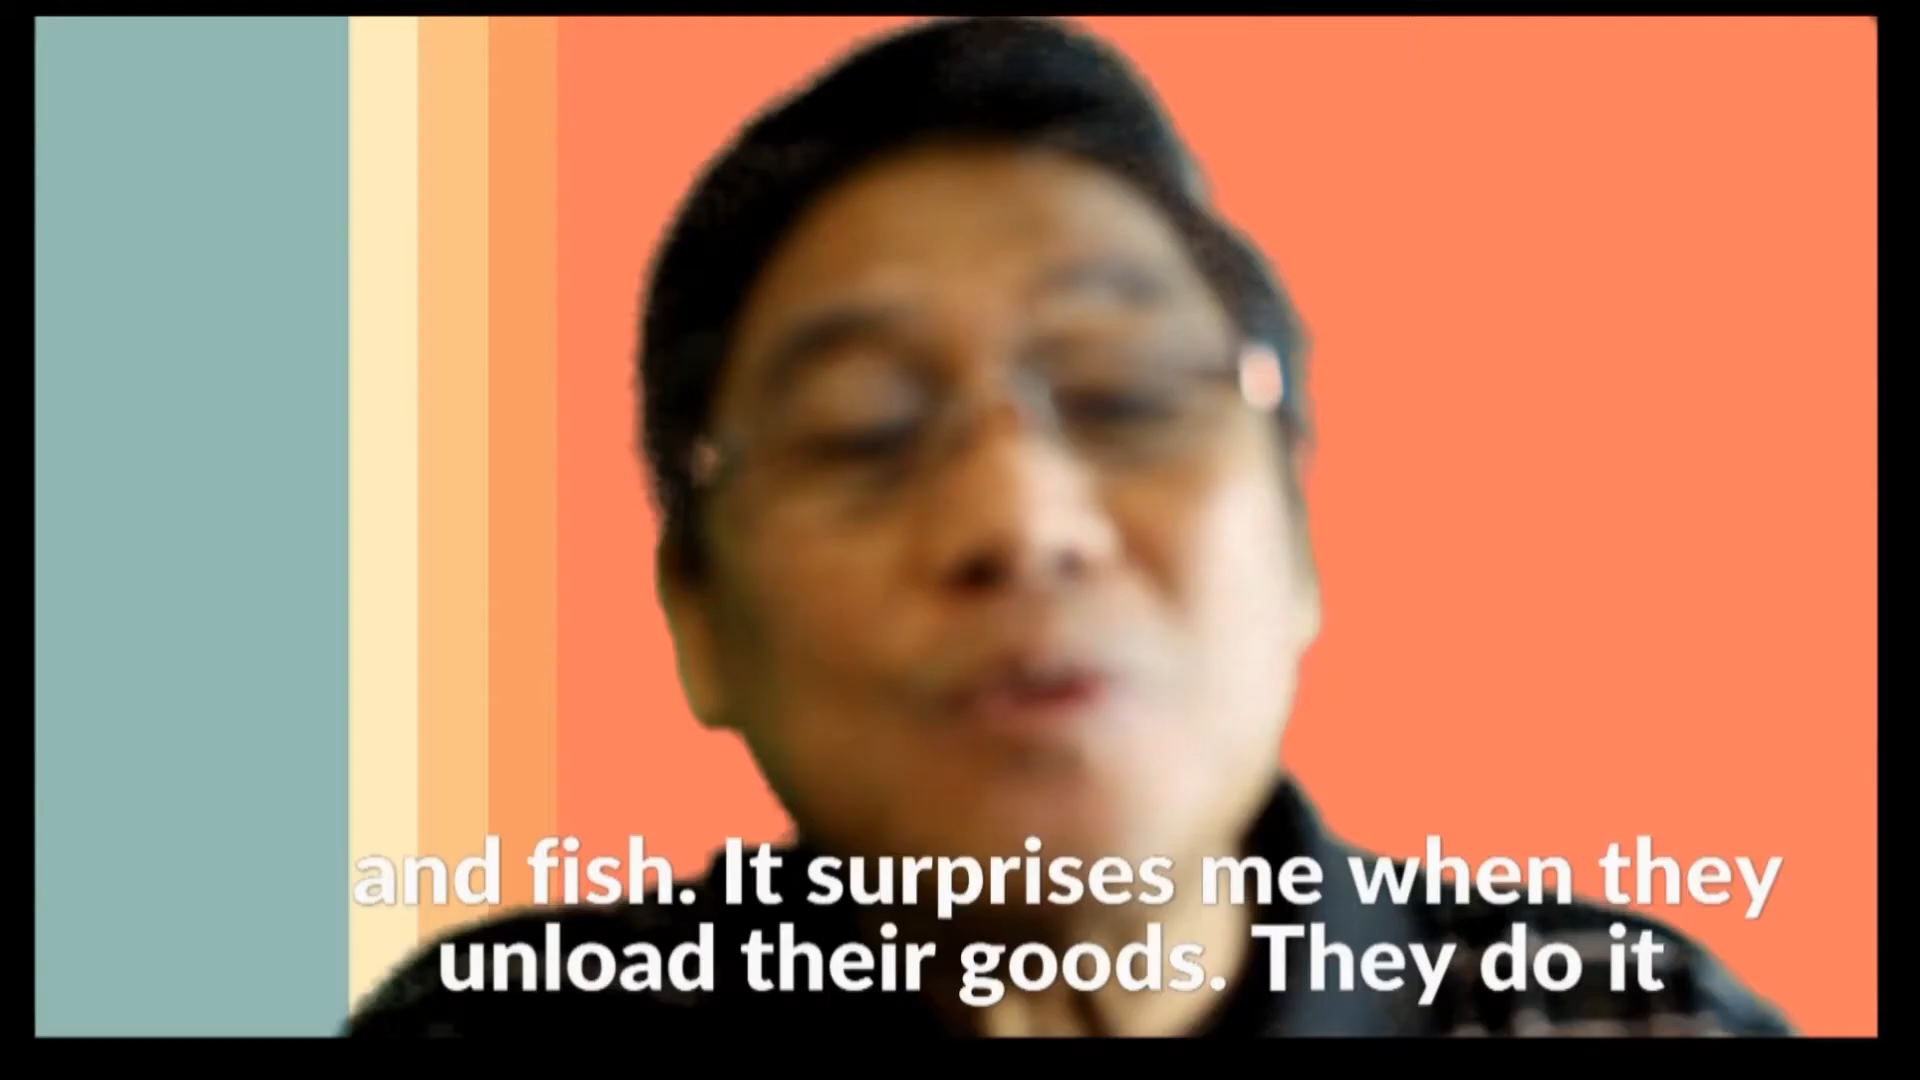 and fish. It surprises me when they
unload their goods. They do it